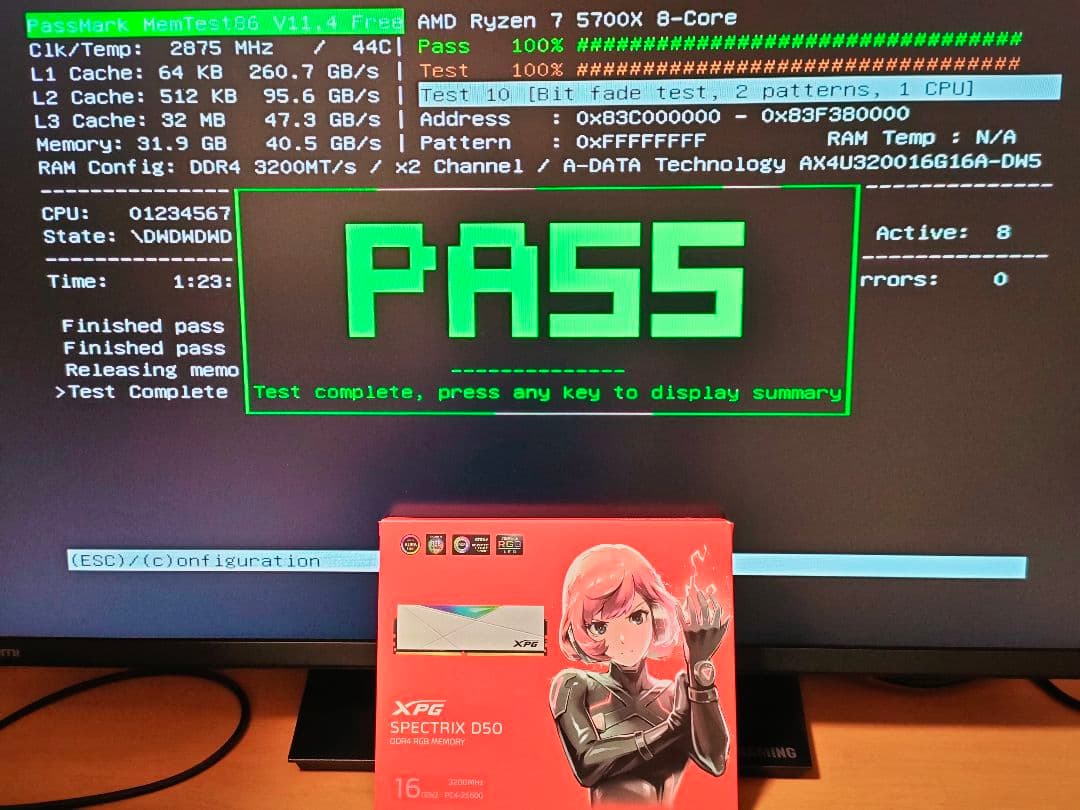 PassMark MemTest86 V11.4 Free AMD Ryzen 7 5700X 8-Core
Clk/Temp: 2875 MHz / 44C| Pass 100% ##################################
L1 Cache: 64 KB 260.7 GB/s | Test 100% ##################################
L2 Cache: 512 KB 95.6 GB/s | Test 10 [Bit fade test, 2 patterns, 1 CPU]
L3 Cache: 32 MB 47.3 GB/s | Address : 0x83C000000 - 0x83F380000
Memory: 31.9 GB 40.5 GB/s | Pattern : 0xFFFFFFFF RAM Temp : N/A
RAM Config: DDR4 3200MT/s / x2 Channel / A-DATA Technology AX4U320016G16A-DW5
CPU: 01234567
State: \DWDWDWD Active: 8
Time: 1:23: rrors: 0
PASS
Finished pass
Finished pass
Releasing memo
>Test Complete
Test complete, press any key to display summary
(ESC)/(c)onfiguration
RGB
XPG
XPG
SPECTRIX D50
DDR4 RGB MEMORY
16
3200MHz